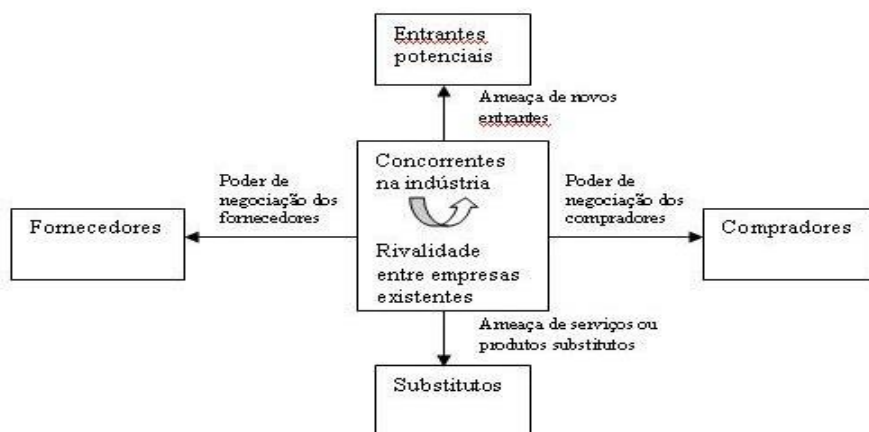 Entrantes
potenciais
Ameaça de novos
entrantes
Concorrentes
na indústria
Poder de
negociação dos
fornecedores
Poder de
negociação dos
compradores
Fornecedores
Compradores
Rivalidade
entre empresas
existentes
Ameaça de serviços ou
produtos substitutos
Substitutos